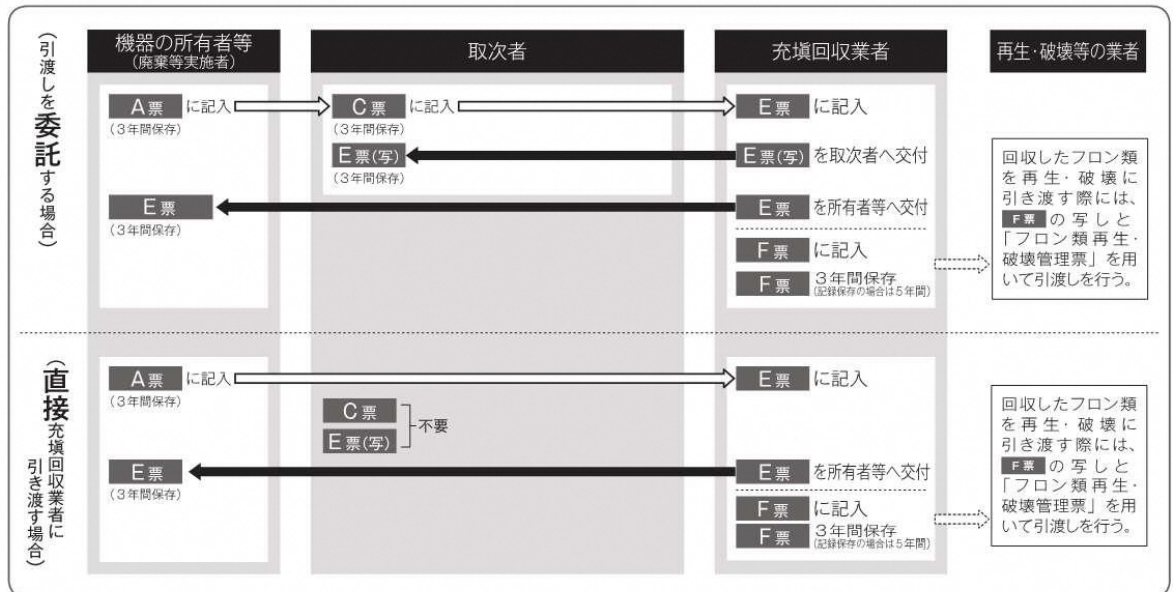 機器の所有者等
(廃棄等実施者)
取次者
充塡回収業者
再生・破壊等の業者
(引渡しを委託する場合)
A票 に記入
(3年間保存)
C票 に記入
(3年間保存)
E票 に記入
E票(写)
(3年間保存)
E票(写) を取次者へ交付
E票
(3年間保存)
E票 を所有者等へ交付
F票 に記入
F票 3年間保存
(記録保存の場合は5年間)
回収したフロン類
を再生・破壊に
引き渡す際には、
F票 の写しと
「フロン類再生・
破壊管理票」を用
いて引渡しを行う。
(直接充塡回収業者に
引き渡す場合)
A票 に記入
(3年間保存)
E票 に記入
C票
E票(写)
不要
E票
(3年間保存)
E票 を所有者等へ交付
F票 に記入
F票 3年間保存
(記録保存の場合は5年間)
回収したフロン類
を再生・破壊に
引き渡す際には、
F票 の写しと
「フロン類再生・
破壊管理票」を用
いて引渡しを行う。